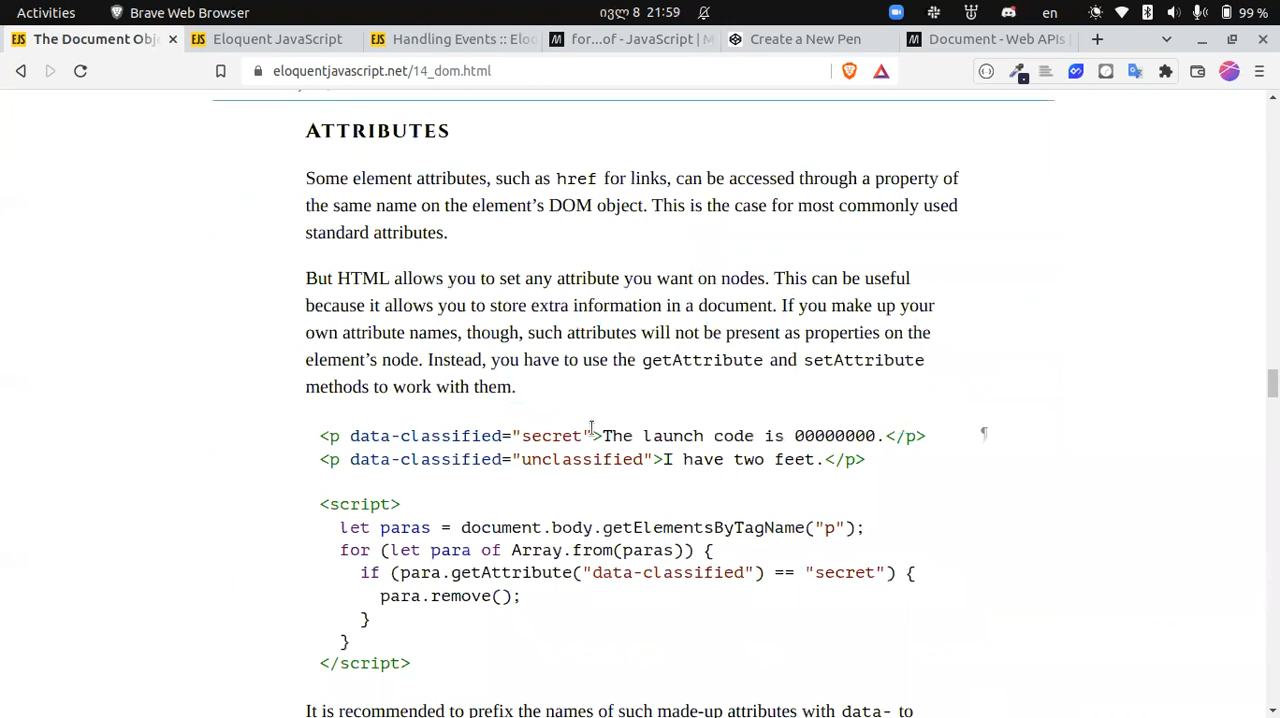 Activities
Brave Web Browser
ივლ 8 21:59
en
99 %
The Document Obj
Eloquent JavaScript
Handling Events :: Elo
for...of - JavaScript | M
Create a New Pen
Document - Web APIs |
eloquentjavascript.net/14_dom.html
ATTRIBUTES
Some element attributes, such as href for links, can be accessed through a property of
the same name on the element’s DOM object. This is the case for most commonly used
standard attributes.
But HTML allows you to set any attribute you want on nodes. This can be useful
because it allows you to store extra information in a document. If you make up your
own attribute names, though, such attributes will not be present as properties on the
element’s node. Instead, you have to use the getAttribute and setAttribute
methods to work with them.
<p data-classified="secret">The launch code is 00000000.</p>
¶
<p data-classified="unclassified">I have two feet.</p>
<script>
let paras = document.body.getElementsByTagName("p");
for (let para of Array.from(paras)) {
if (para.getAttribute("data-classified") == "secret") {
para.remove();
}
}
</script>
It is recommended to prefix the names of such made-up attributes with data- to